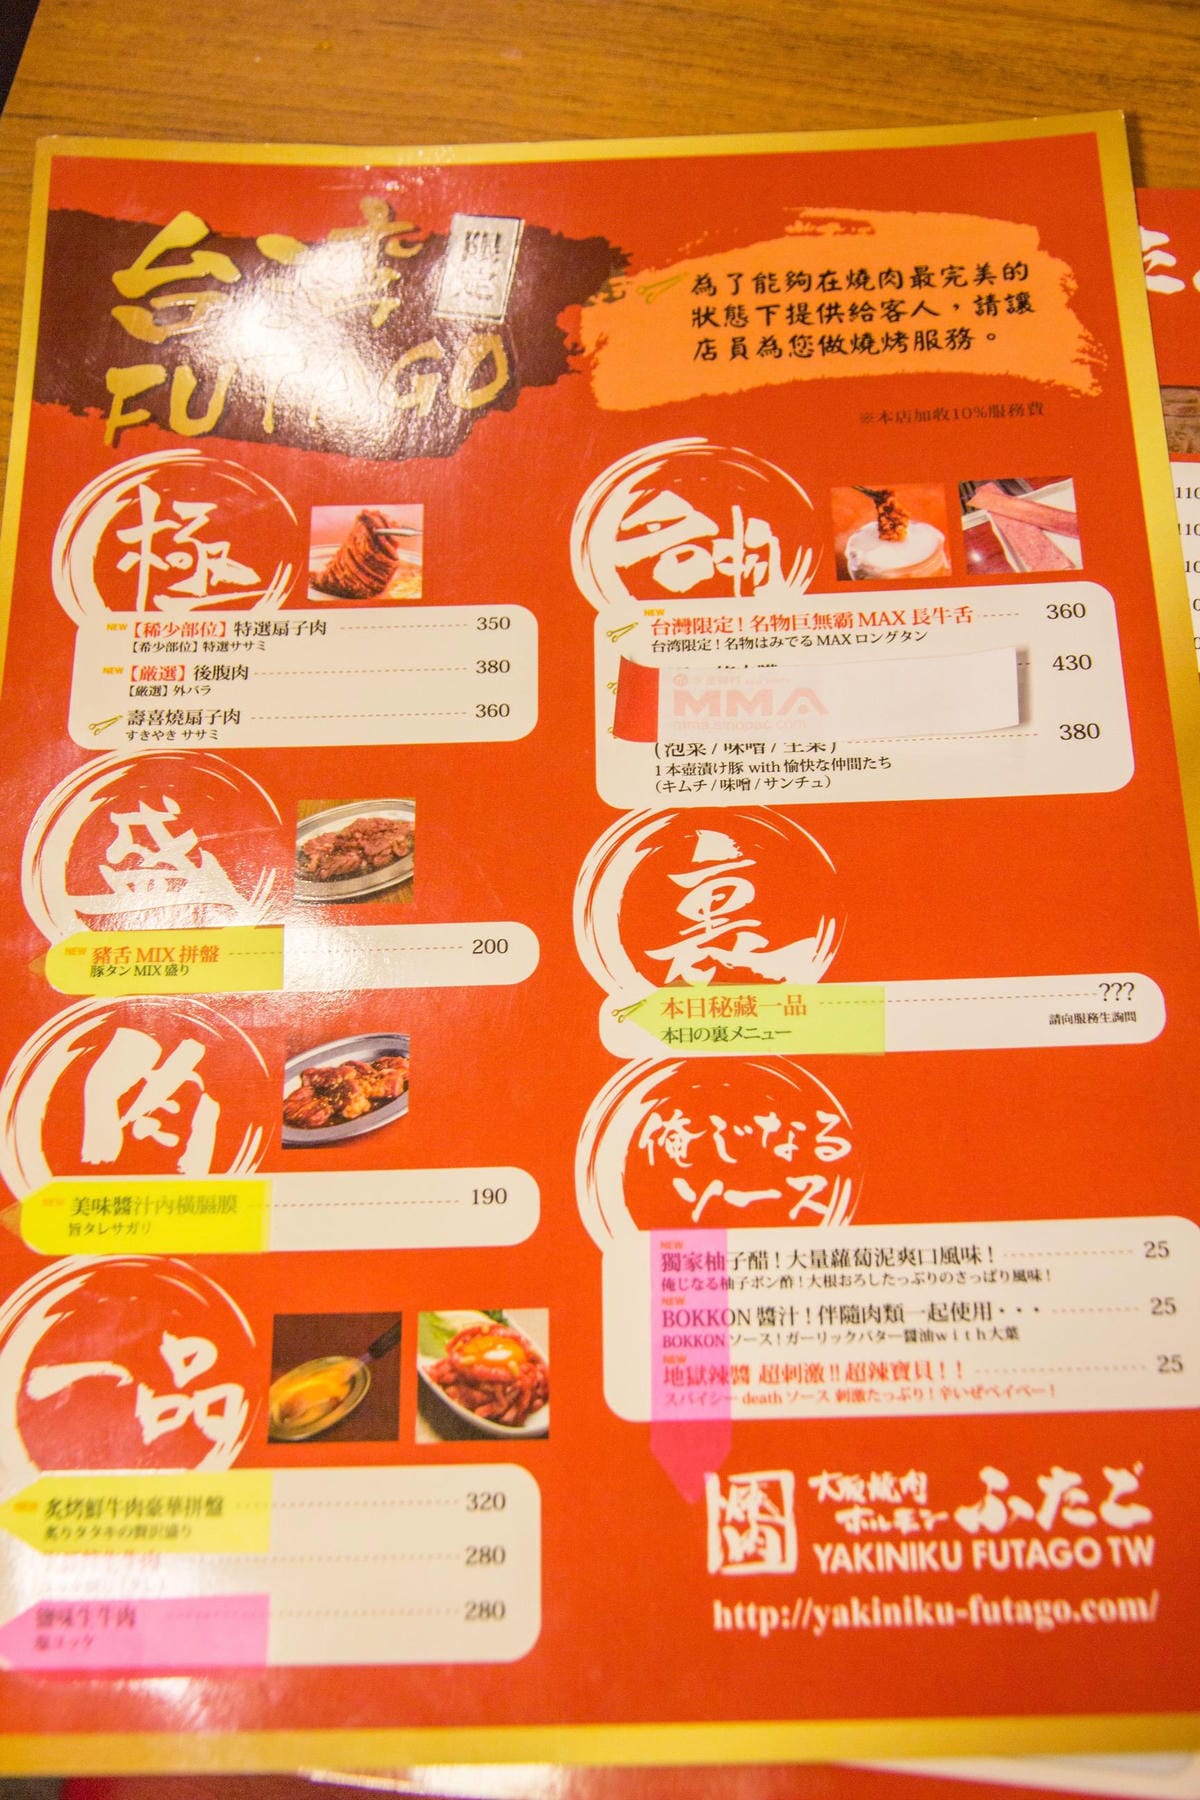 台灣
限定
FUTAGO
為了能夠在燒肉最完美的
狀態下提供給客人，請讓
店員為您做燒烤服務。
※本店加收10%服務費
極
NEW【稀少部位】特選扇子肉 350
【希少部位】特選ササミ
NEW【厳選】後腹肉 380
【厳選】外バラ
壽喜燒扇子肉 360
すきやき ササミ
盛
NEW 豬舌 MIX 拼盤 200
豚タン MIX 盛り
肉
NEW 美味醬汁內橫膈膜 190
旨タレサガリ
一品
NEW 炙烤鮮牛肉豪華拼盤 320
炙りタタキの贅沢盛り
280
鹽味生牛肉 280
塩ユッケ
名物
NEW
台灣限定！名物巨無霸 MAX 長牛舌 360
台湾限定！名物はみでる MAX ロングタン
430
MMA
mma.sinopac.com
(泡菜 / 味噌 / 生菜) 380
1 本壺漬け豚 with 愉快な仲間たち
（キムチ / 味噌 / サンチュ）
裏
本日秘藏一品 ???
本日の裏メニュー 請向服務生詢問
俺じなる
ソース
NEW
獨家柚子醋！大量蘿蔔泥爽口風味！ 25
俺じなる柚子ポン酢！大根おろしたっぷりのさっぱり風味！
NEW
BOKKON 醬汁！伴隨肉類一起使用・・・ 25
BOKKON ソース！ガーリックバター醤油ｗｉｔｈ大葉
NEW
地獄辣醬 超刺激!!超辣寶貝！！ 25
スパイシー death ソース 刺激たっぷり！辛いぜベイベー！
大阪焼肉
ホルモン
ふたご
YAKINIKU FUTAGO TW
http://yakiniku-futago.com/